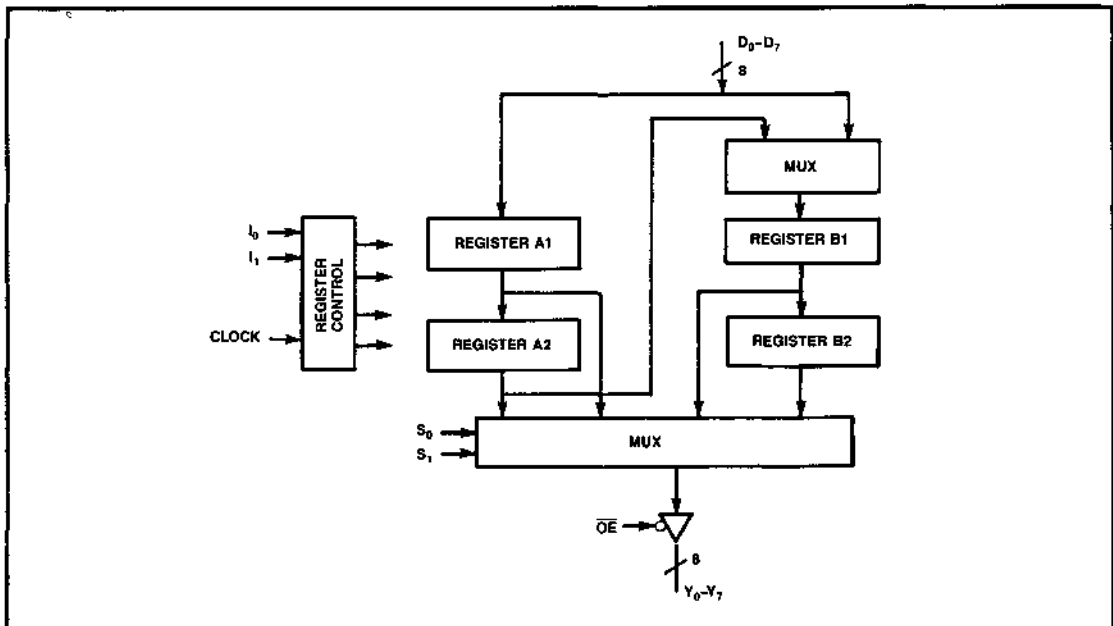 D₀–D₇
8
MUX
I₀
I₁
CLOCK
REGISTER CONTROL
REGISTER A1
REGISTER B1
REGISTER A2
REGISTER B2
S₀
S₁
MUX
O̅E̅
8
Y₀–Y₇